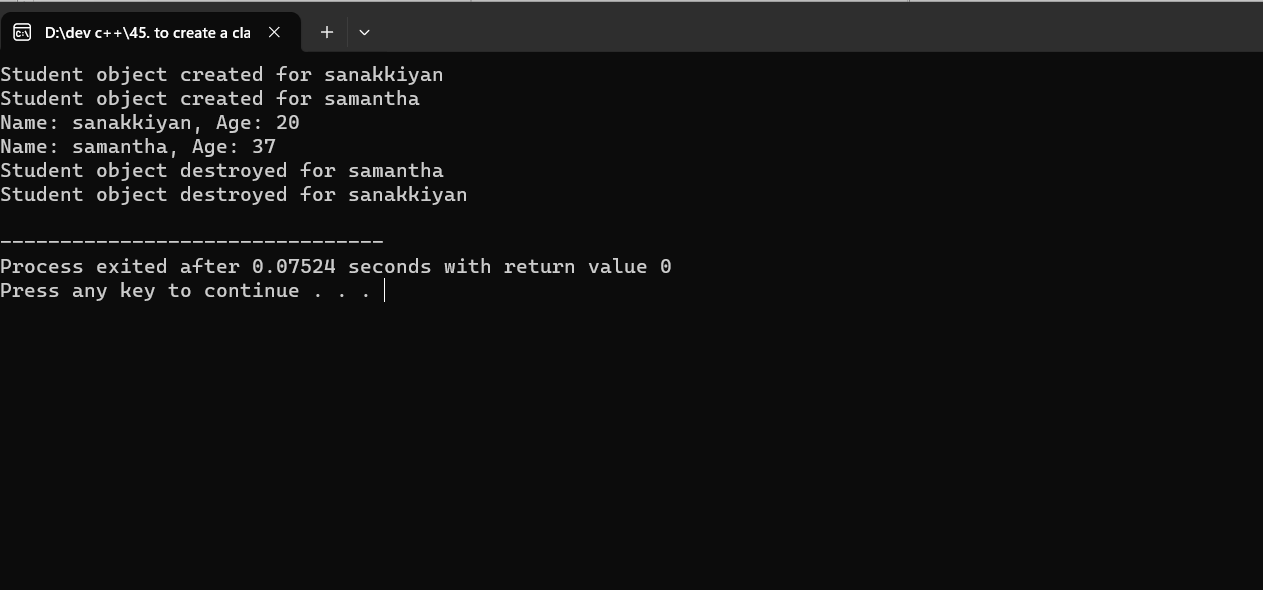 D:\dev c++\45. to create a cla
Student object created for sanakkiyan
Student object created for samantha
Name: sanakkiyan, Age: 20
Name: samantha, Age: 37
Student object destroyed for samantha
Student object destroyed for sanakkiyan
--------------------------------
Process exited after 0.07524 seconds with return value 0
Press any key to continue . . .